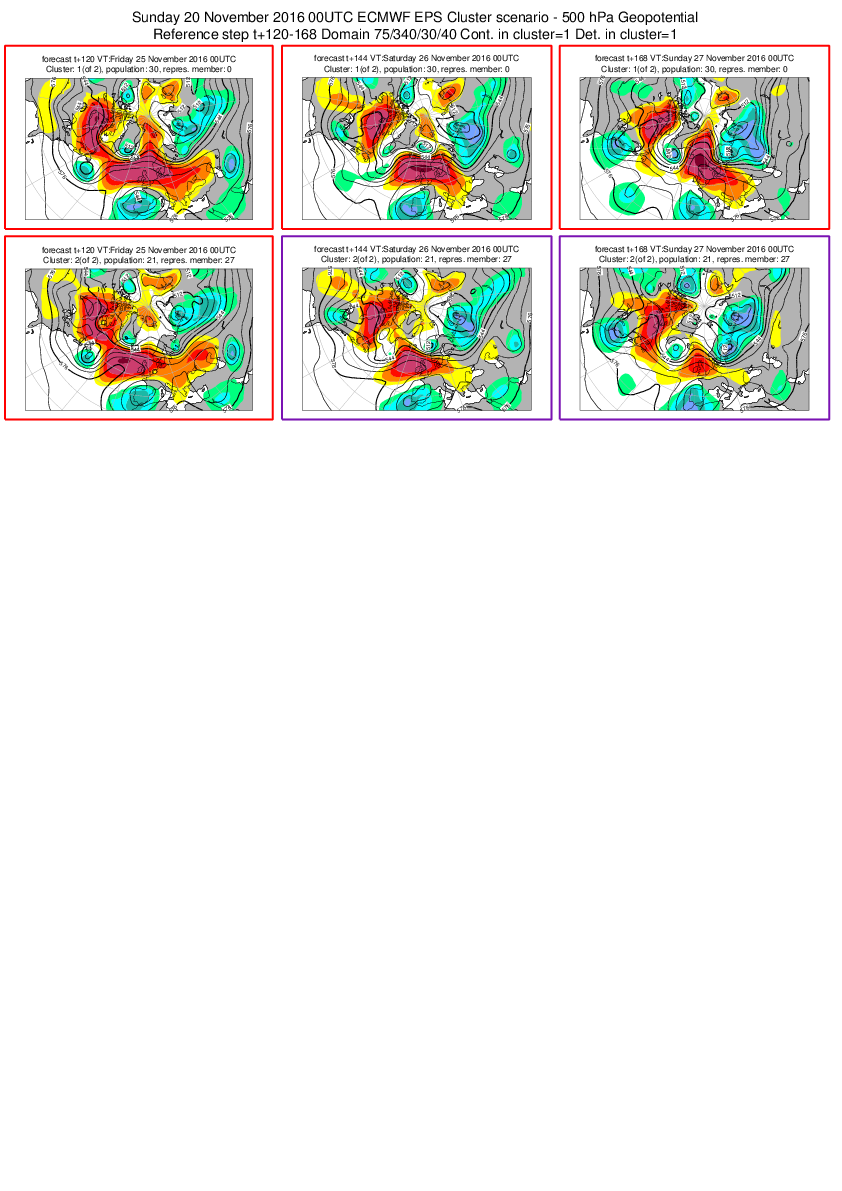 Sunday 20 November 2016 00UTC ECMWF EPS Cluster scenario - 500 hPa Geopotential
Reference step t+120-168 Domain 75/340/30/40 Cont. in cluster=1 Det. in cluster=1
forecast t+120 VT:Friday 25 November 2016 00UTC
Cluster: 1(of 2), population: 30, repres. member: 0
forecast t+144 VT:Saturday 26 November 2016 00UTC
Cluster: 1(of 2), population: 30, repres. member: 0
forecast t+168 VT:Sunday 27 November 2016 00UTC
Cluster: 1(of 2), population: 30, repres. member: 0
forecast t+120 VT:Friday 25 November 2016 00UTC
Cluster: 2(of 2), population: 21, repres. member: 27
forecast t+144 VT:Saturday 26 November 2016 00UTC
Cluster: 2(of 2), population: 21, repres. member: 27
forecast t+168 VT:Sunday 27 November 2016 00UTC
Cluster: 2(of 2), population: 21, repres. member: 27